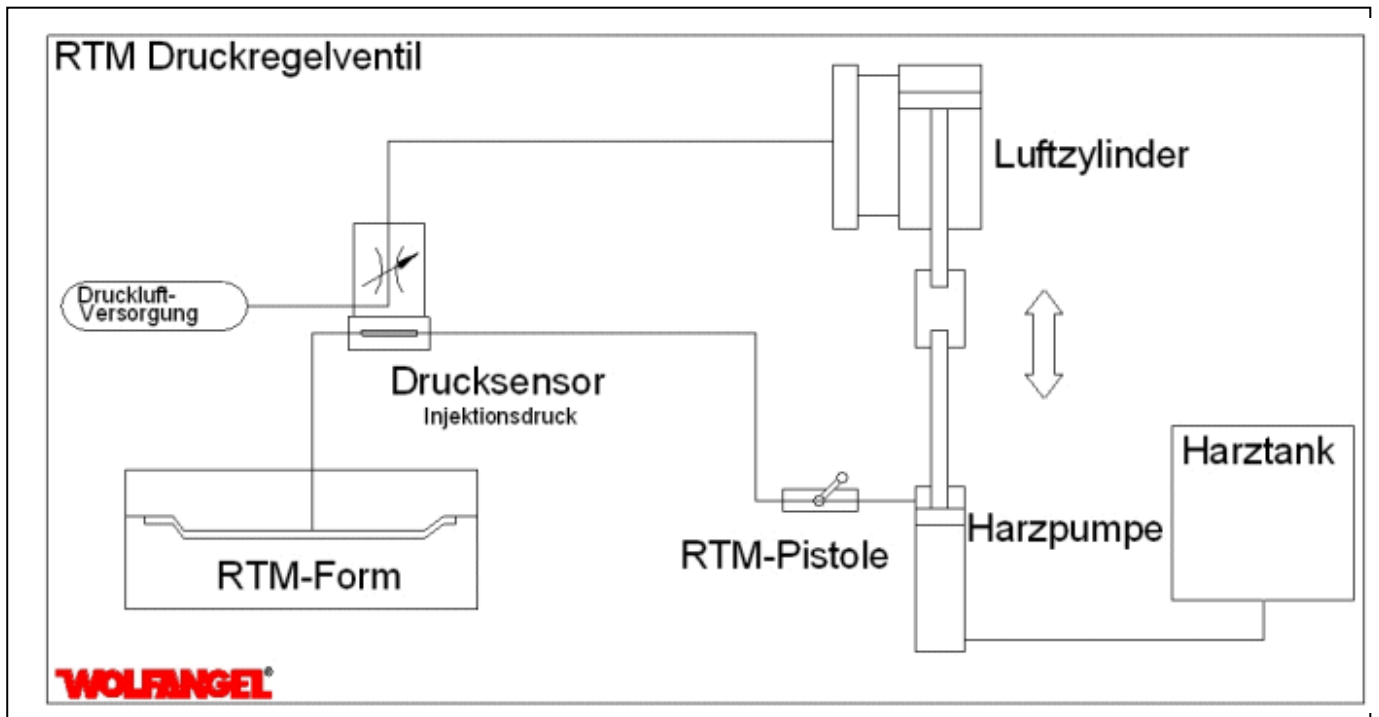 RTM Druckregelventil
Luftzylinder
Druckluft-
Versorgung
Drucksensor
Injektionsdruck
Harztank
RTM-Pistole
Harzpumpe
RTM-Form
WOLFANGEL®